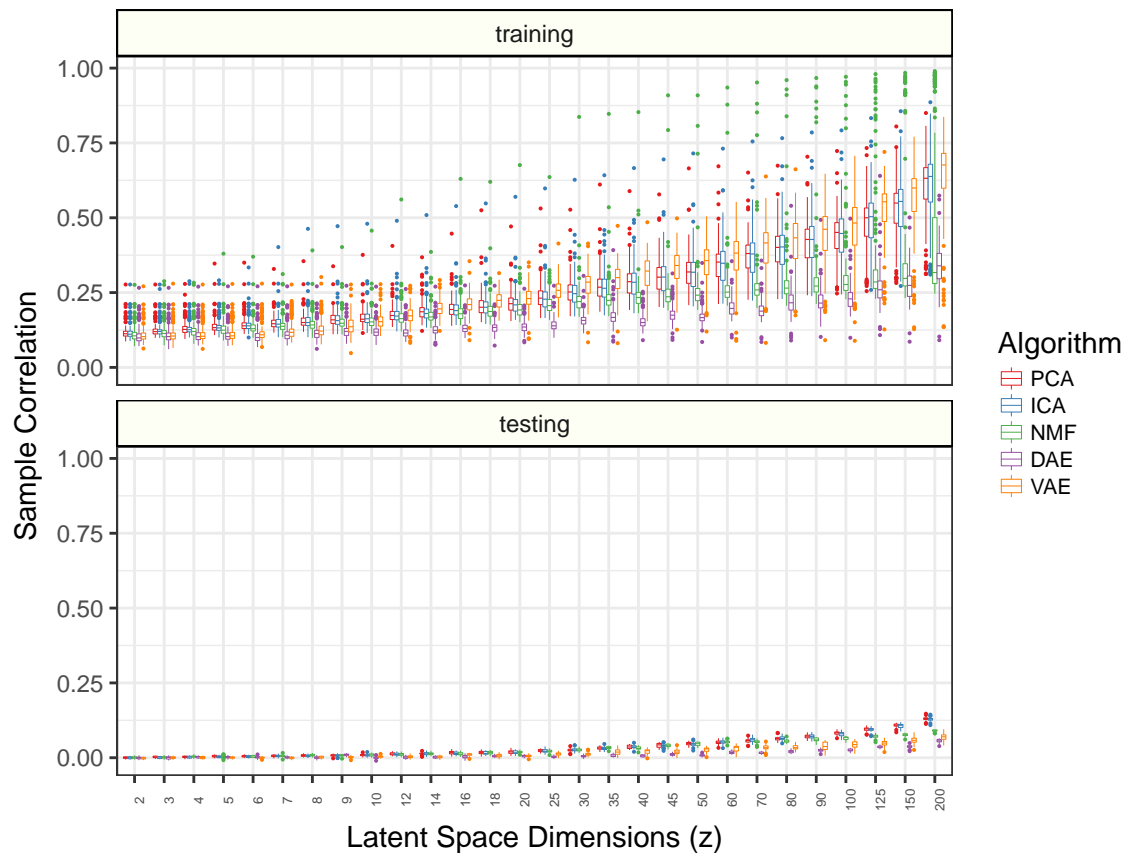 training
1.00
0.75
0.50
0.25
0.00
testing
1.00
0.75
0.50
0.25
0.00
Sample Correlation
2 3 4 5 6 7 8 9 10 12 14 16 18 20 25 30 35 40 45 50 60 70 80 90 100 125 150 200
Latent Space Dimensions (z)
Algorithm
PCA
ICA
NMF
DAE
VAE